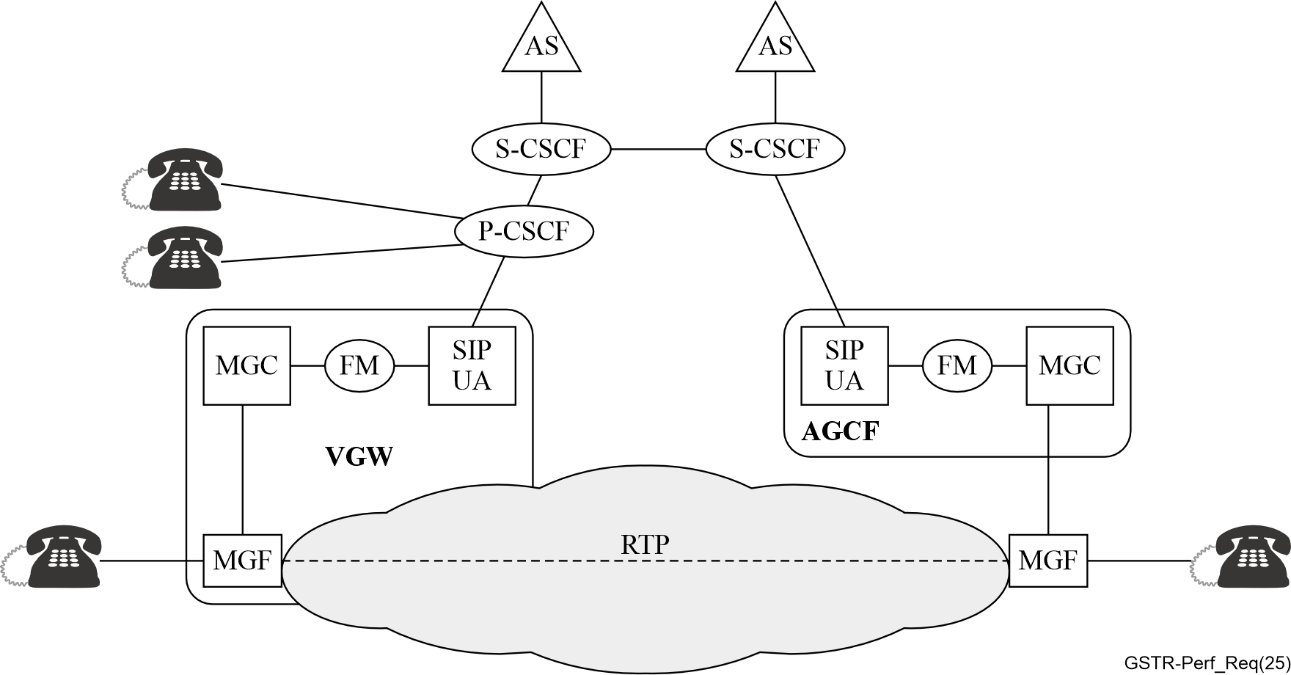 AS
AS
S-CSCF
S-CSCF
P-CSCF
MGC
FM
SIP
UA
SIP
UA
FM
MGC
AGCF
VGW
RTP
MGF
MGF
GSTR-Perf_Req(25)